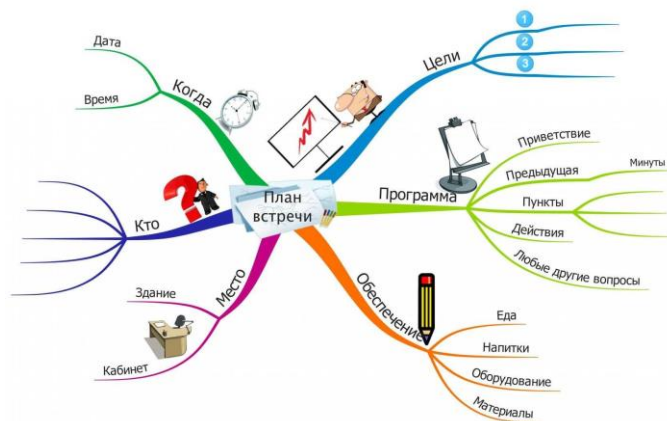 План
встречи
Цели
1
2
3
Программа
Приветствие
Предыдущая
Минуты
Пункты
Действия
Любые другие вопросы
Обеспечение
Еда
Напитки
Оборудование
Материалы
Место
Здание
Кабинет
Кто
Когда
Дата
Время